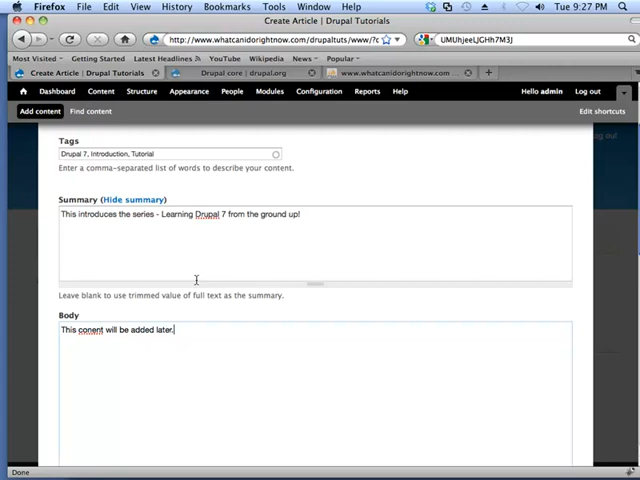 Firefox File Edit View History Bookmarks Tools Window Help Tue 9:27 PM
Create Article | Drupal Tutorials
http://www.whatcanidorightnow.com/drupaltuts/www/?c UMUhjeeLJGHh7M3J
Most Visited Getting Started Latest Headlines YouTube Wikipedia News Popular
Create Article | Drupal Tutorials Drupal core | drupal.org www.whatcanidorightnow.com ...
Dashboard Content Structure Appearance People Modules Configuration Reports Help Hello admin Log out
Add content Find content Edit shortcuts
Tags
Drupal 7, Introduction, Tutorial
Enter a comma-separated list of words to describe your content.
Summary (Hide summary)
This introduces the series - Learning Drupal 7 from the ground up!
Leave blank to use trimmed value of full text as the summary.
Body
This conent will be added later.
Done